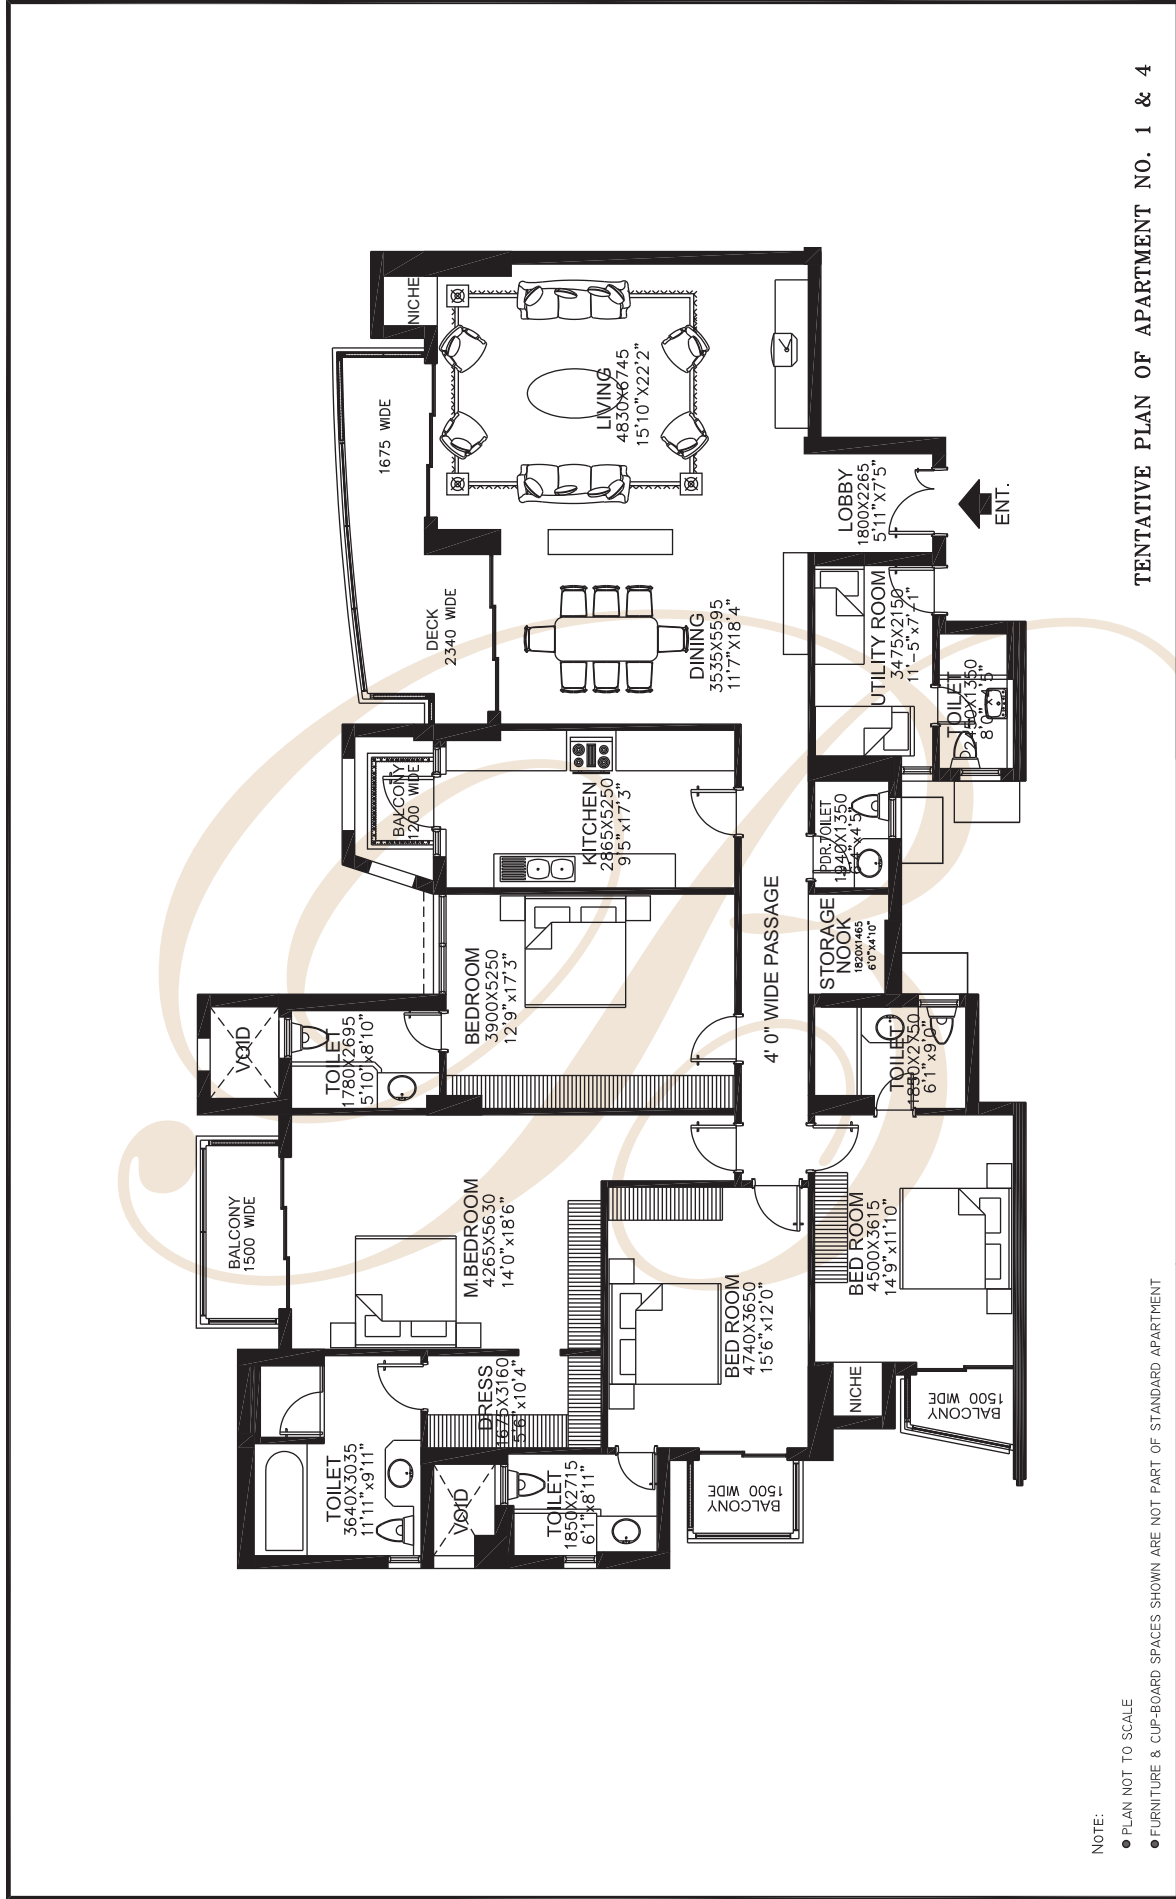 TENTATIVE PLAN OF APARTMENT NO. 1 & 4
NICHE
1675 WIDE
LIVING
4830X6745
15'10"X22'2"
LOBBY
1800X2265
5'11"X7'5"
ENT.
DECK
2340 WIDE
DINING
3535X5595
11'7"X18'4"
UTILITY ROOM
3475X2150
11'-5"x7'-1"
TOILET
2450X1350
BALCONY
1200 WIDE
KITCHEN
2865X5250
9'5"x17'3"
PDR.TOILET
1940X1350
STORAGE
NOOK
1820X1465
6'0"X4'10"
4' 0" WIDE PASSAGE
BEDROOM
3900X5250
12'9"x17'3"
VOID
TOILET
1780X2695
5'10"x8'10"
TOILET
1850X2750
6'1"x9'0"
BALCONY
1500 WIDE
M.BEDROOM
4265X5630
14'0"x18'6"
BED ROOM
4740X3650
15'6"x12'0"
BED ROOM
4500X3615
14'9"x11'10"
DRESS
1675X3160
5'6"x10'4"
NICHE
BALCONY
1500 WIDE
TOILET
3640X3035
11'11"x9'11"
VOID
TOILET
1850X2715
6'1"x8'11"
BALCONY
1500 WIDE
NOTE:
PLAN NOT TO SCALE
FURNITURE & CUP-BOARD SPACES SHOWN ARE NOT PART OF STANDARD APARTMENT